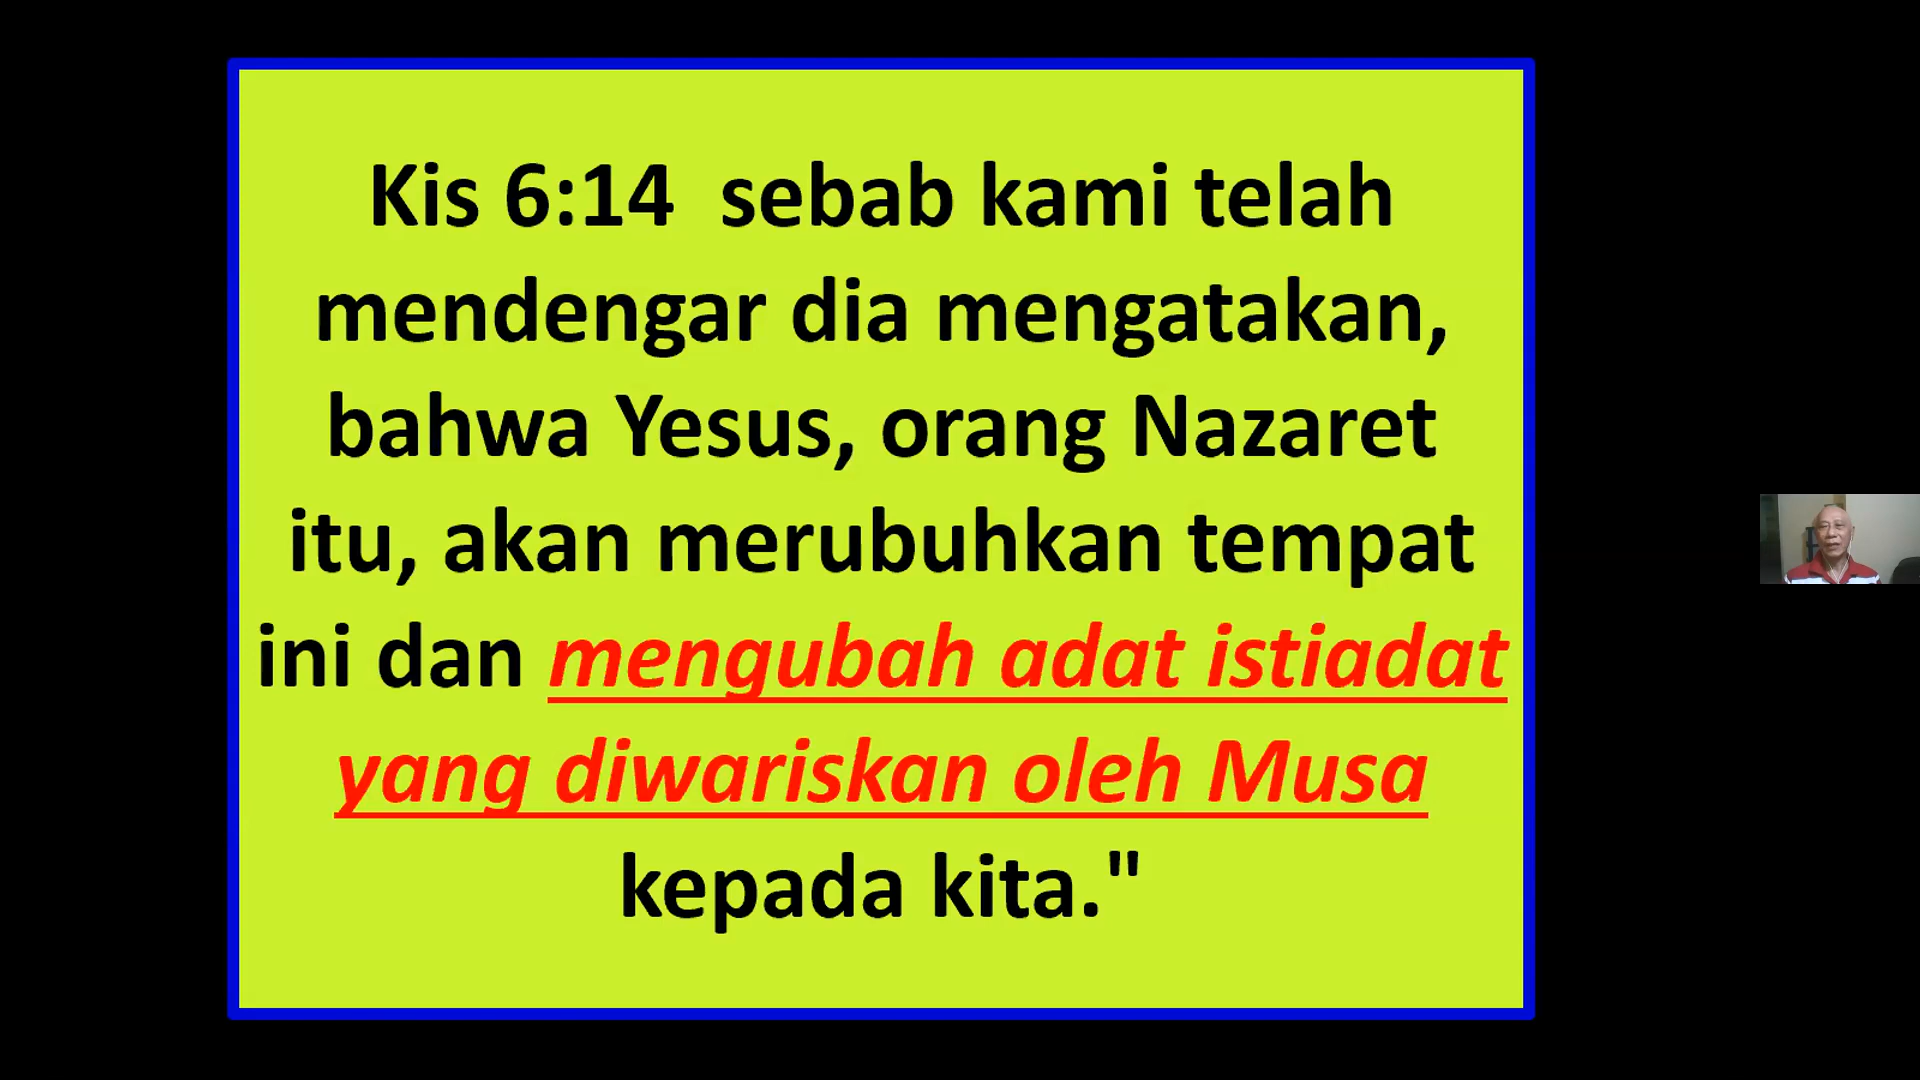 Kis 6:14  sebab kami telah
mendengar dia mengatakan,
bahwa Yesus, orang Nazaret
itu, akan merubuhkan tempat
ini dan mengubah adat istiadat
yang diwariskan oleh Musa
kepada kita."